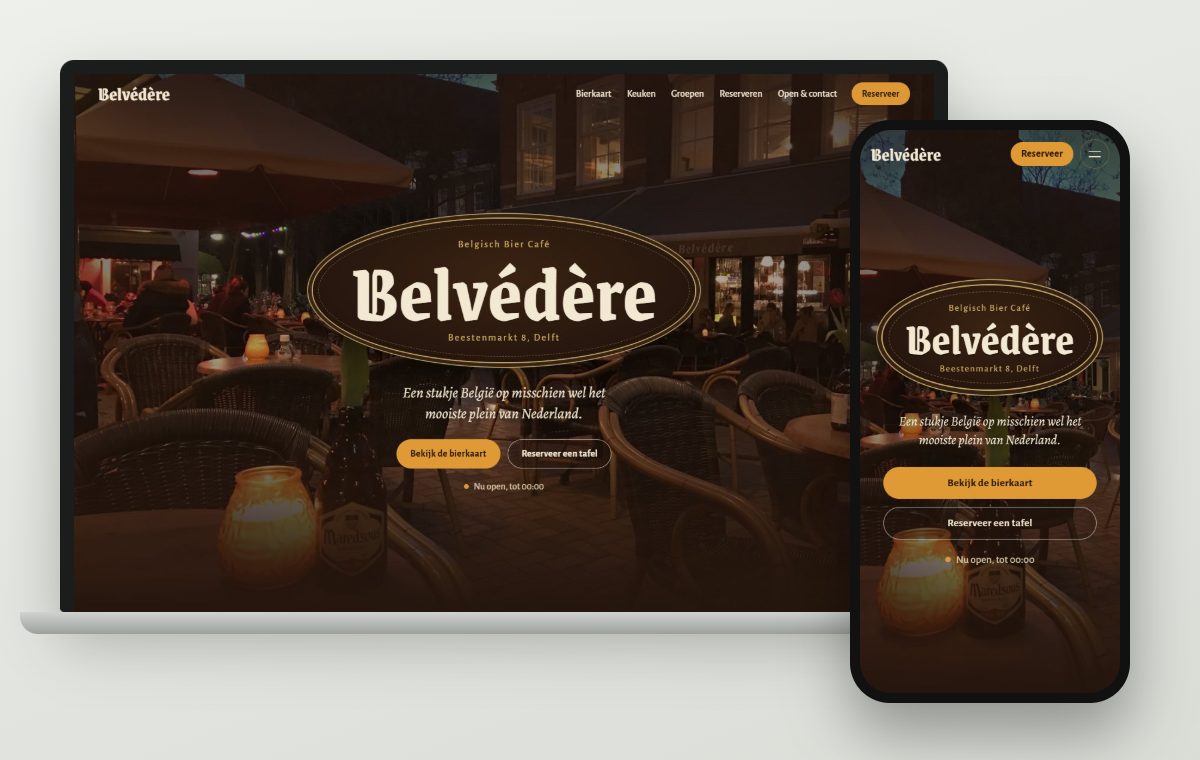 Belvédère
Bierkaart Keuken Groepen Reserveren Open & contact Reserveer
Belvédère
Belgisch Bier Café
Belvédère
Beestenmarkt 8, Delft
Een stukje België op misschien wel het
mooiste plein van Nederland.
Bekijk de bierkaart Reserveer een tafel
Nu open, tot 00:00
Maredsous
Belvédère Reserveer
Belgisch Bier Café
Belvédère
Beestenmarkt 8, Delft
Een stukje België op misschien wel het
mooiste plein van Nederland.
Bekijk de bierkaart
Reserveer een tafel
Nu open, tot 00:00
Maredsous